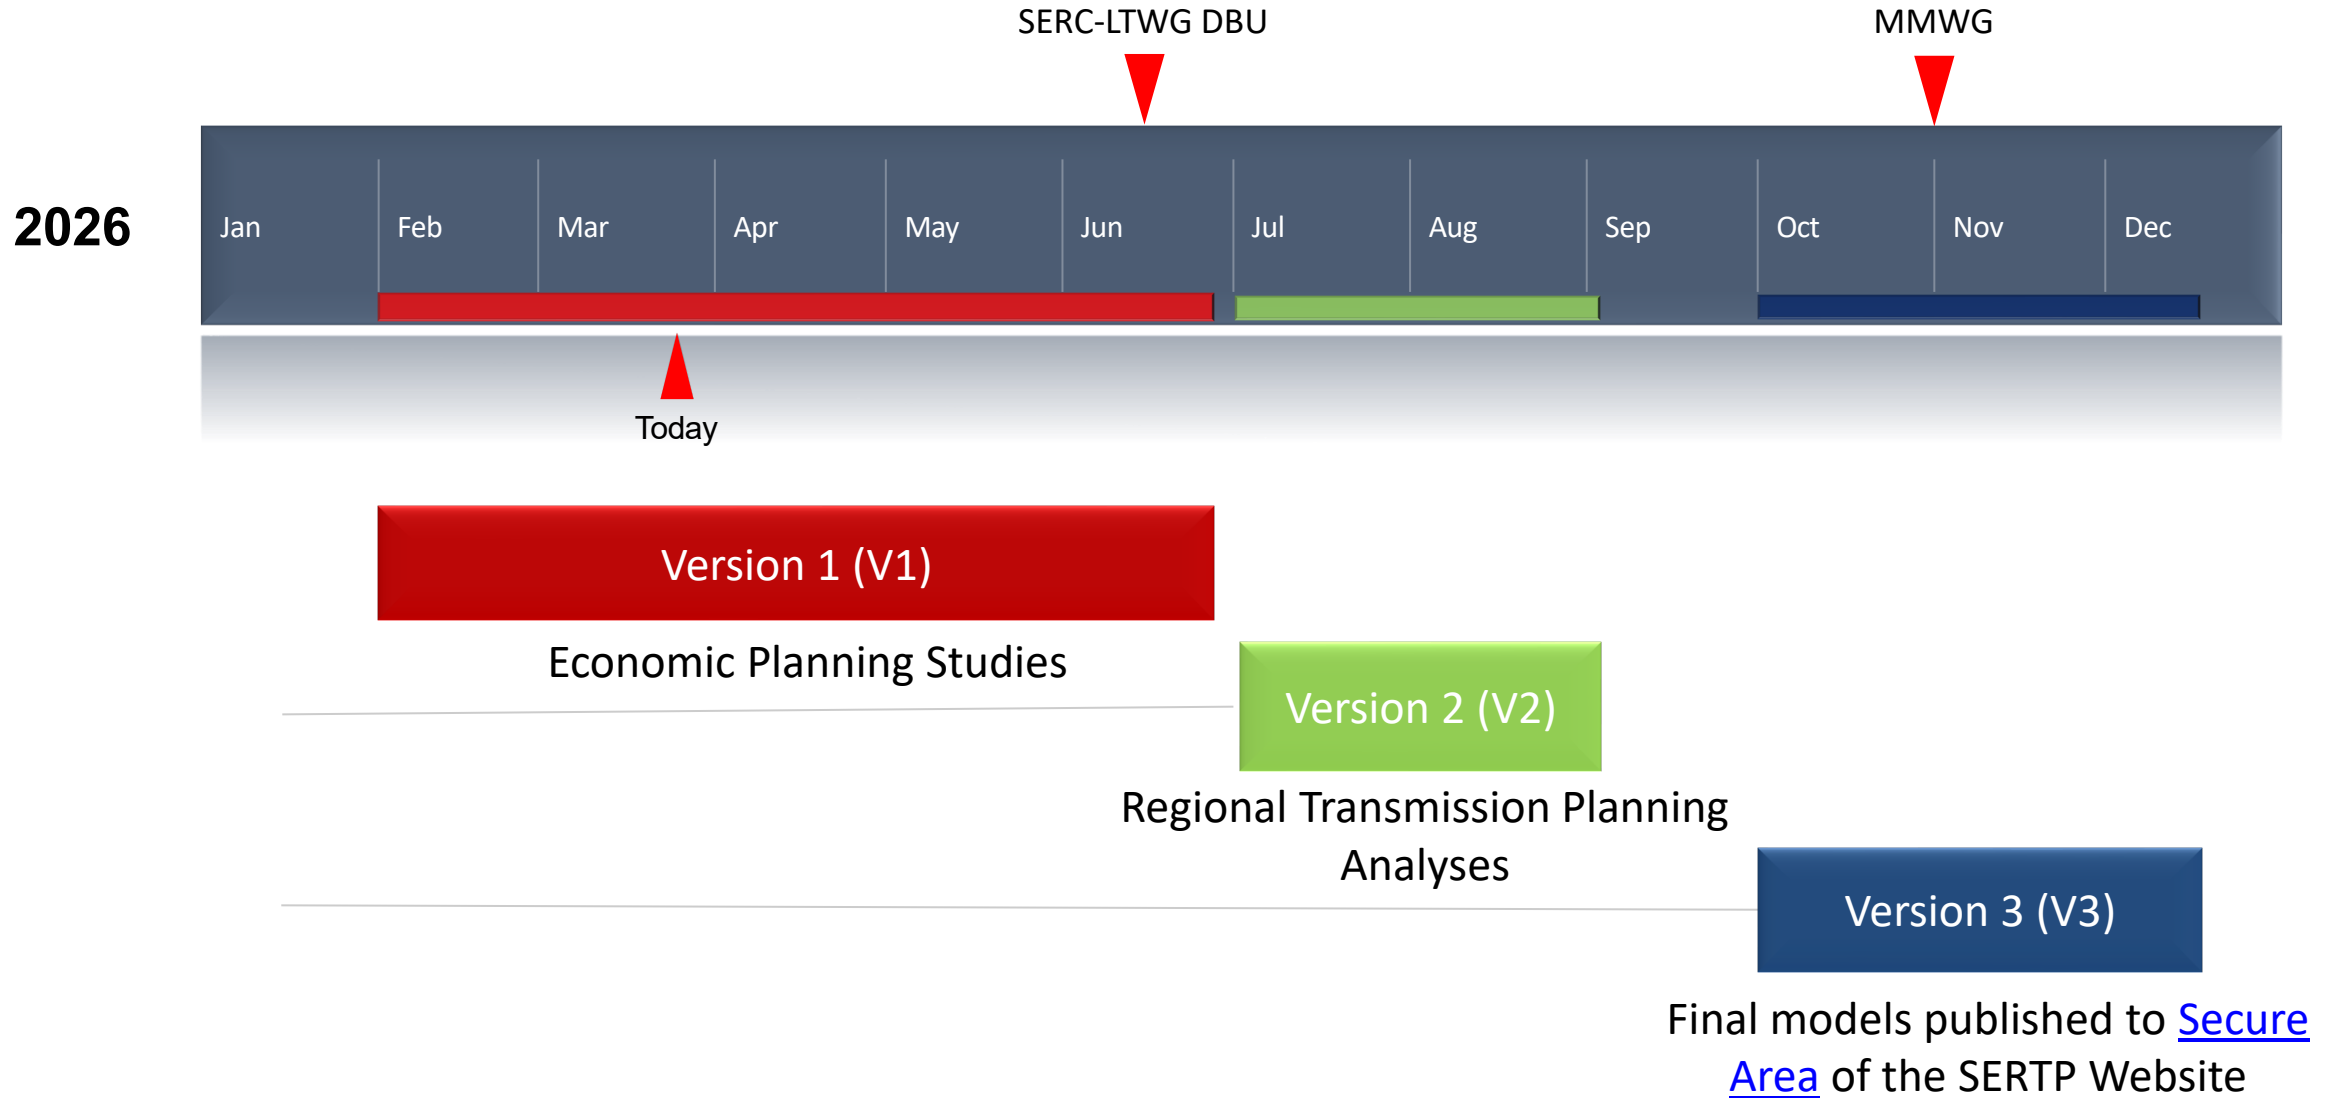 SERC-LTWG DBU
MMWG
2026
Jan
Feb
Mar
Apr
May
Jun
Jul
Aug
Sep
Oct
Nov
Dec
Today
Version 1 (V1)
Economic Planning Studies
Version 2 (V2)
Regional Transmission Planning
Analyses
Version 3 (V3)
Final models published to Secure
Area of the SERTP Website